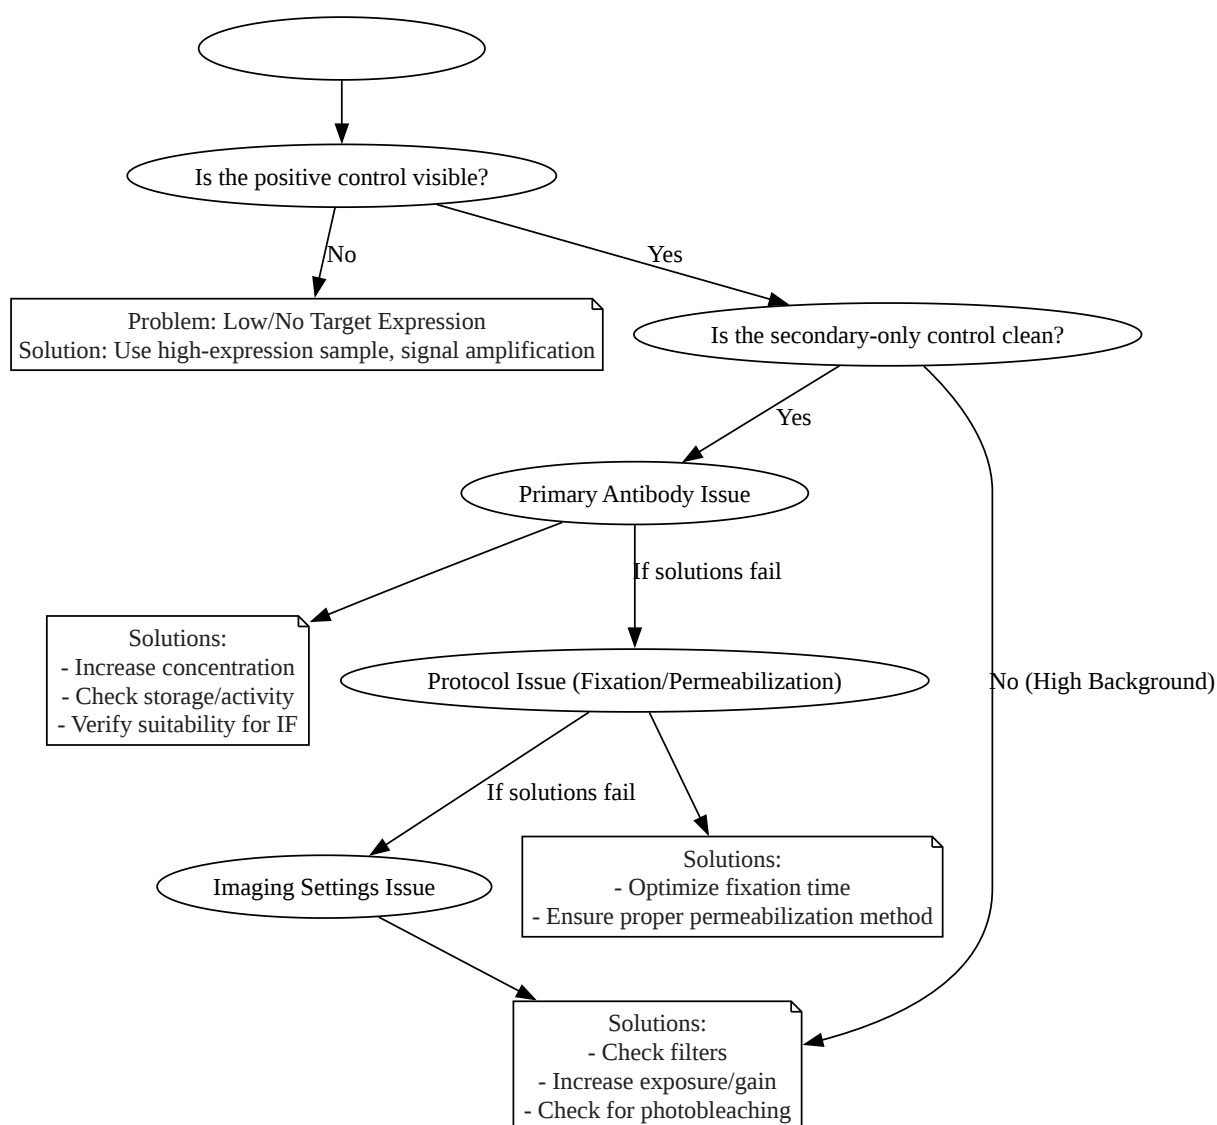 Is the positive control visible?
No
Yes
Problem: Low/No Target Expression
Solution: Use high-expression sample, signal amplification
Is the secondary-only control clean?
Yes
Primary Antibody Issue
If solutions fail
Solutions:
- Increase concentration
- Check storage/activity
- Verify suitability for IF
Protocol Issue (Fixation/Permeabilization)
No (High Background)
If solutions fail
Solutions:
- Optimize fixation time
- Ensure proper permeabilization method
Imaging Settings Issue
Solutions:
- Check filters
- Increase exposure/gain
- Check for photobleaching